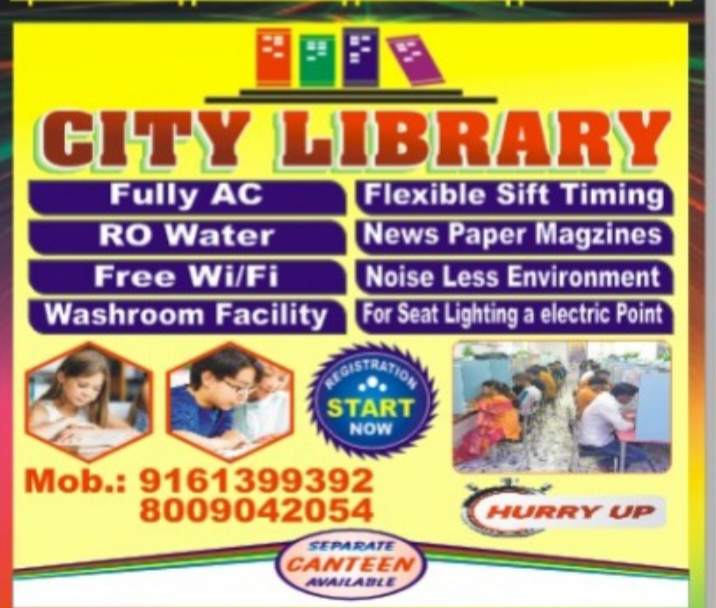 CITY LIBRARY
Fully AC
Flexible Sift Timing
RO Water
News Paper Magzines
Free Wi/Fi
Noise Less Environment
Washroom Facility
For Seat Lighting a electric Point
REGISTRATION
START
NOW
Mob.: 9161399392
8009042054
HURRY UP
SEPARATE
CANTEEN
AVAILABLE